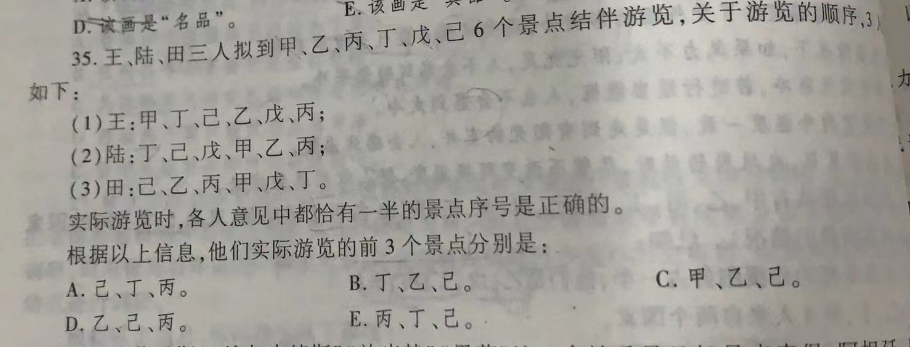 D. 该画是“名品”。
E. 该画是
35. 王、陆、田三人拟到甲、乙、丙、丁、戊、己 6 个景点结伴游览,关于游览的顺序,3
如下:
(1)王:甲、丁、己、乙、戊、丙;
(2)陆:丁、己、戊、甲、乙、丙;
(3)田:己、乙、丙、甲、戊、丁。
实际游览时,各人意见中都恰有一半的景点序号是正确的。
根据以上信息,他们实际游览的前 3 个景点分别是:
A. 己、丁、丙。
B. 丁、乙、己。
C. 甲、乙、己。
D. 乙、己、丙。
E. 丙、丁、己。